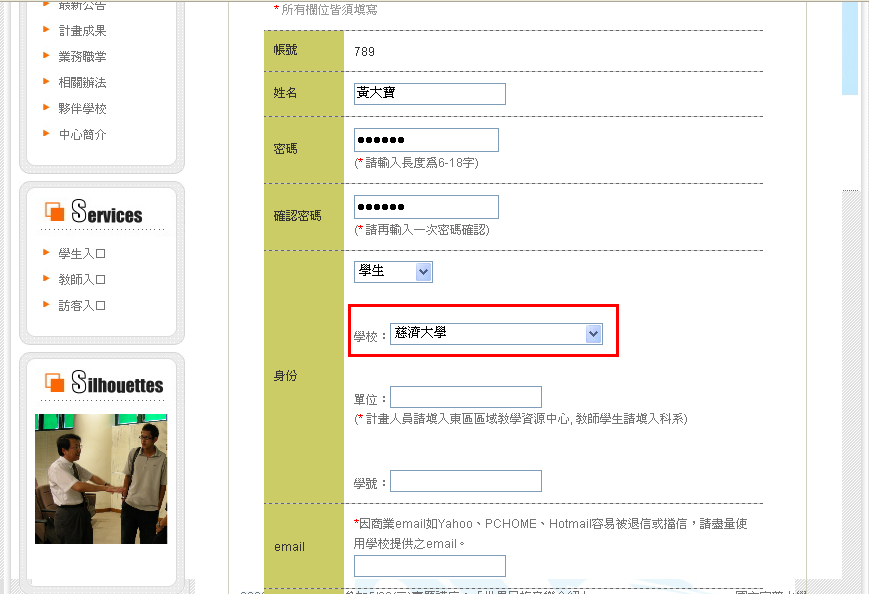 最新公告
計畫成果
業務職掌
相關辦法
夥伴學校
中心簡介
Services
學生入口
教師入口
訪客入口
Silhouettes
*所有欄位皆須填寫
帳號
789
姓名
黃大寶
密碼
●●●●●●
(*請輸入長度為6-18字)
確認密碼
●●●●●●
(*請再輸入一次密碼確認)
身份
學生
學校：
慈濟大學
單位：
(*計畫人員請填入東區區域教學資源中心, 教師學生請填入科系)
學號：
email
*因商業email如Yahoo、PCHOME、Hotmail容易被退信或擋信，請盡量使
用學校提供之email。